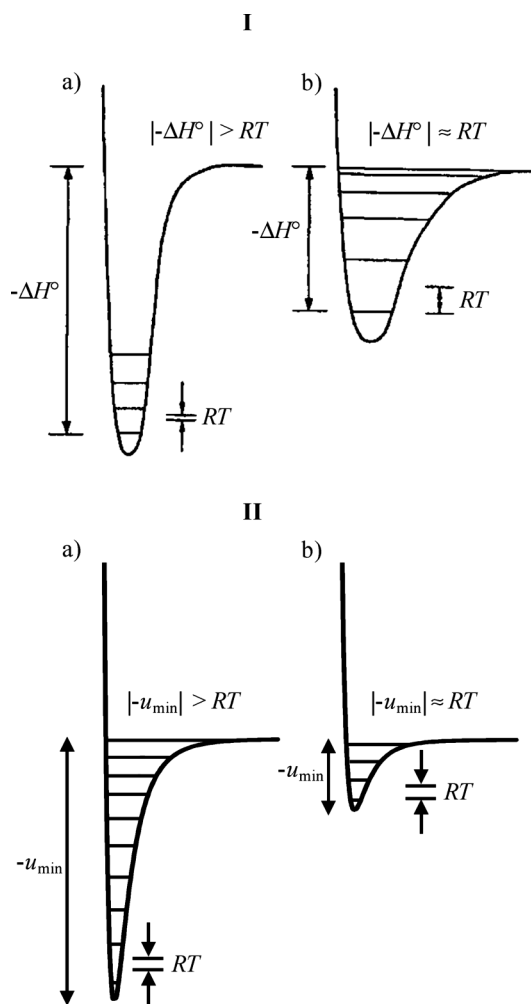 I
a)
b)
|-ΔH°| > RT
|-ΔH°| ≈ RT
-ΔH°
-ΔH°
RT
RT
II
a)
b)
|-u_min| > RT
|-u_min| ≈ RT
-u_min
RT
-u_min
RT